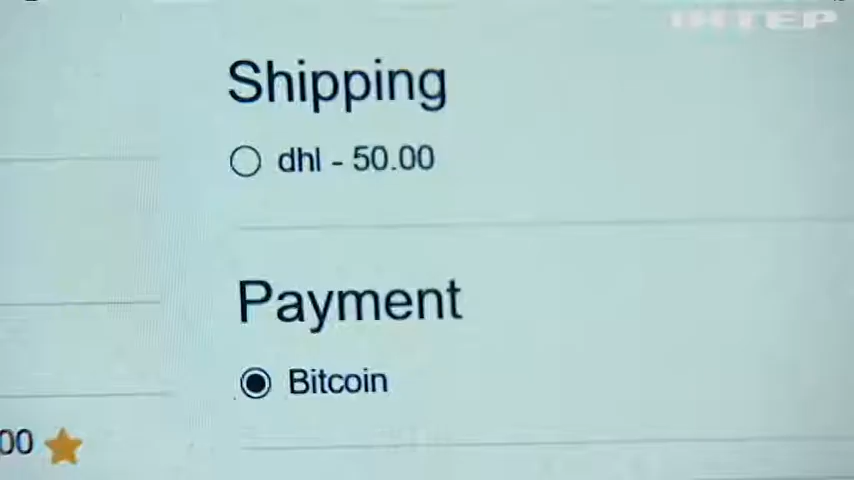 ІНТЕР
Shipping
dhl - 50.00
Payment
Bitcoin
00